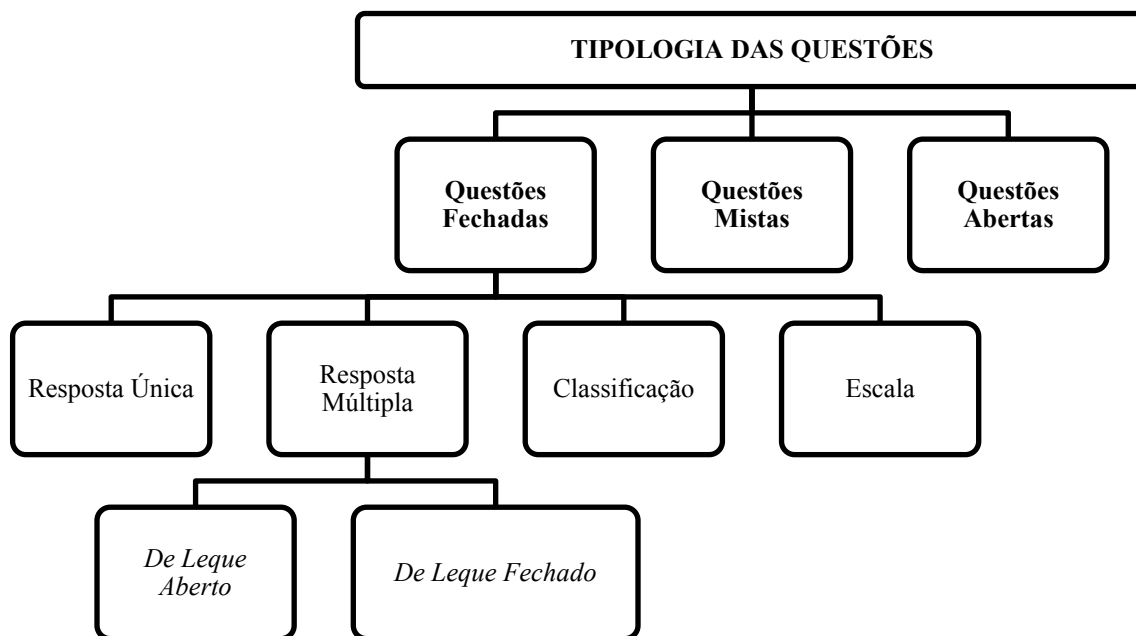 TIPOLOGIA DAS QUESTÕES
Questões
Fechadas
Questões
Mistas
Questões
Abertas
Resposta Única
Resposta
Múltipla
Classificação
Escala
De Leque
Aberto
De Leque Fechado